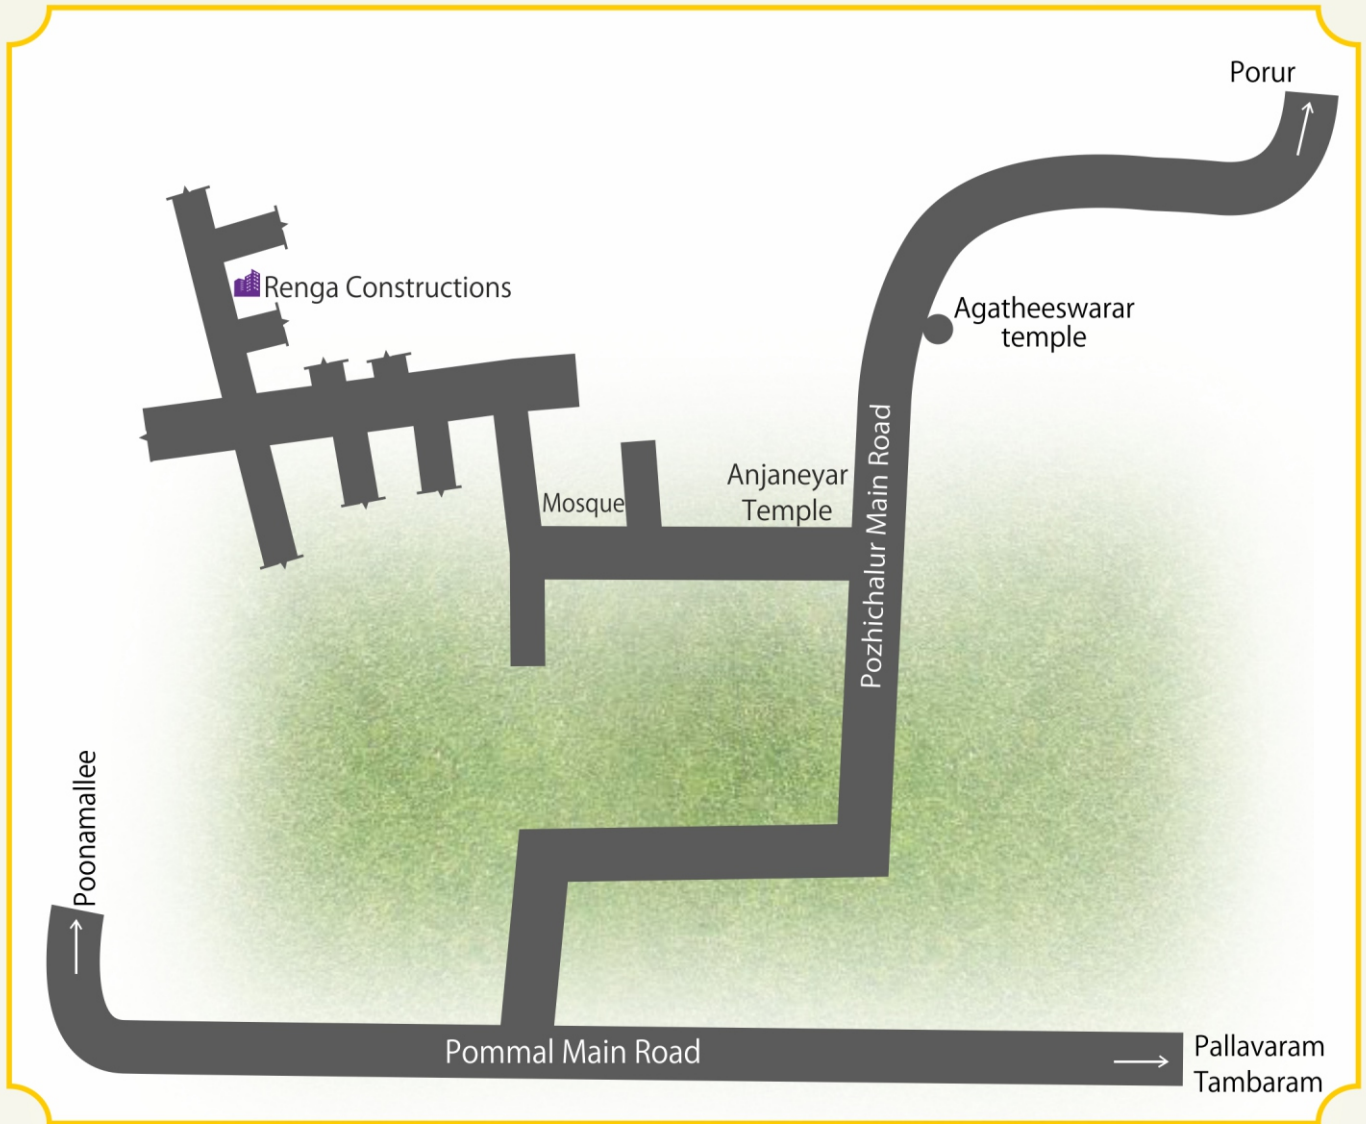 Porur
Renga Constructions
Agatheeswarar
temple
Anjaneyar
Temple
Mosque
Pozhichalur Main Road
Poonamallee
Pommal Main Road
Pallavaram
Tambaram